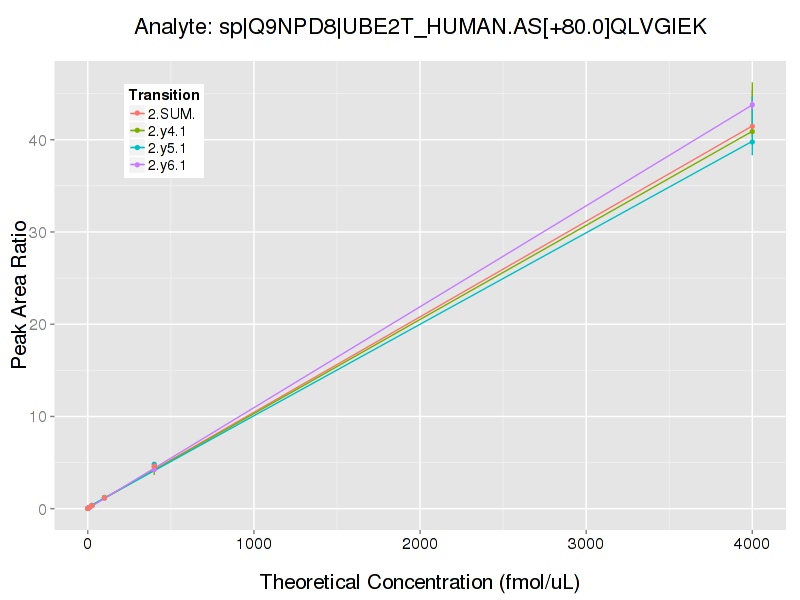 Analyte: sp|Q9NPD8|UBE2T_HUMAN.AS[+80.0]QLVGIEK
Transition
2.SUM.
2.y4.1
2.y5.1
2.y6.1
40
30
20
10
0
Peak Area Ratio
0 1000 2000 3000 4000
Theoretical Concentration (fmol/uL)